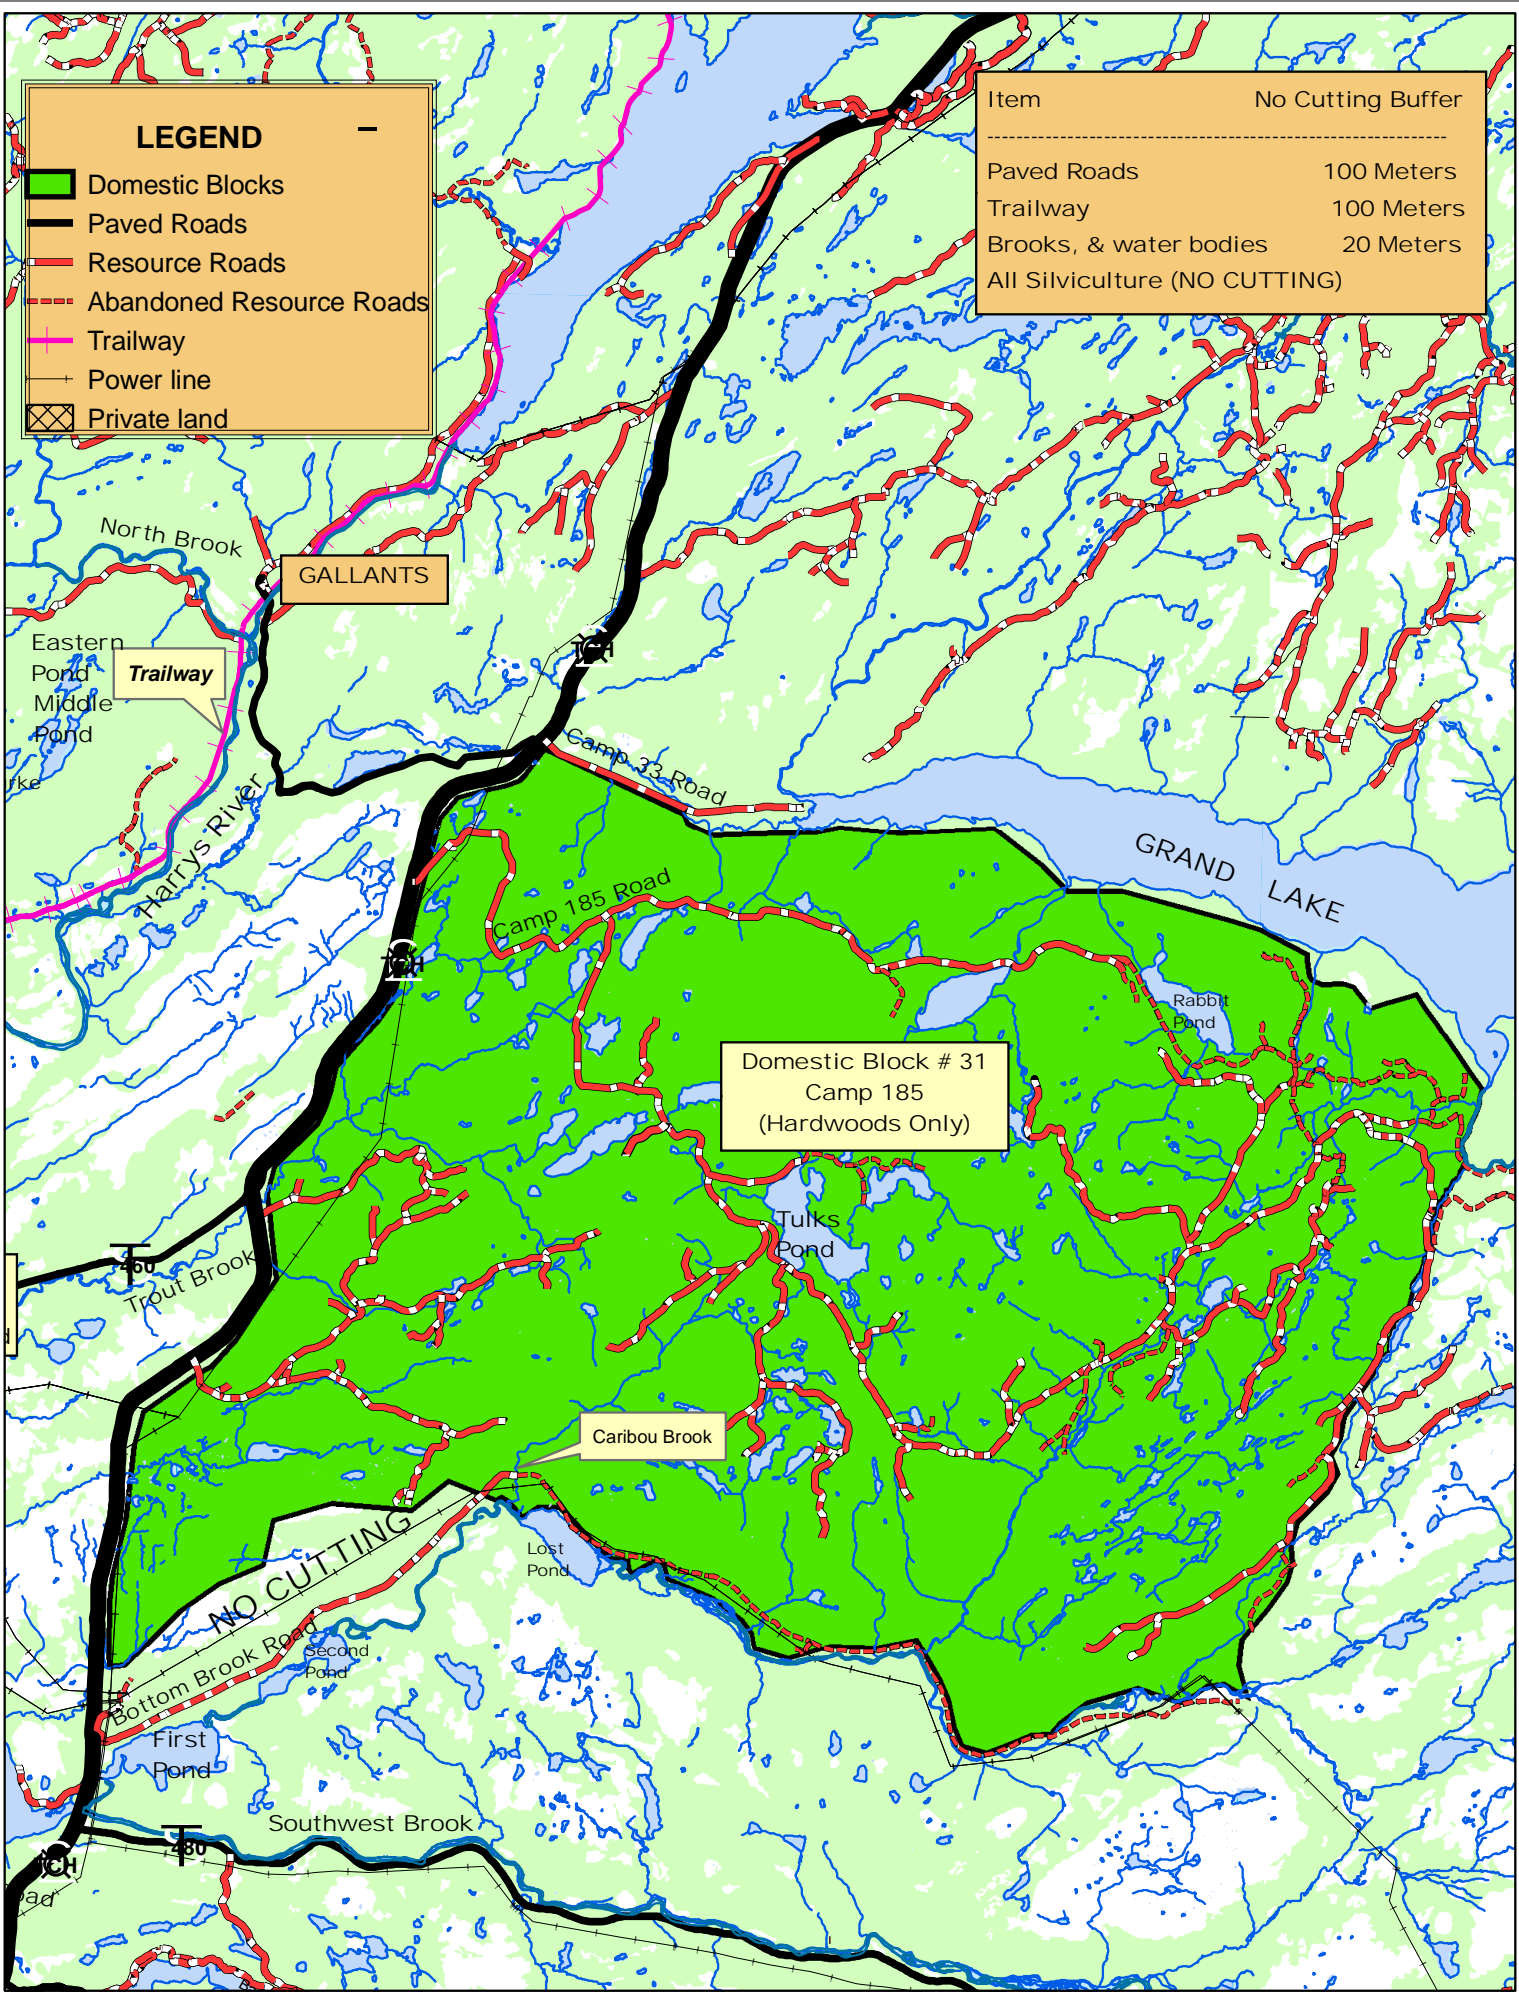 LEGEND
Domestic Blocks
Paved Roads
Resource Roads
Abandoned Resource Roads
Trailway
Power line
Private land
Item No Cutting Buffer
Paved Roads 100 Meters
Trailway 100 Meters
Brooks, & water bodies 20 Meters
All Silviculture (NO CUTTING)
North Brook
GALLANTS
Eastern
Pond
Middle
Pond
Trailway
rke
Harrys River
TCH
Camp 33 Road
GRAND LAKE
Camp 185 Road
TCH
Rabbit
Pond
Domestic Block # 31
Camp 185
(Hardwoods Only)
Tulks
Pond
460
Trout Brook
d
Caribou Brook
NO CUTTING
Lost
Pond
Bottom Brook Road
Second
Pond
First
Pond
Southwest Brook
480
TCH
oad